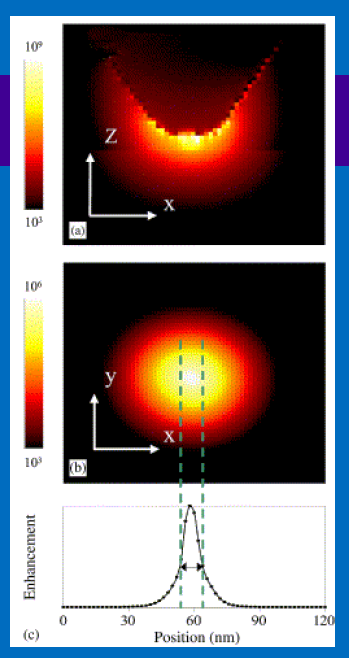 10⁹
Z
x
10³
(a)
10⁶
y
x
10³
(b)
Enhancement
0 30 60 90 120
(c) Position (nm)